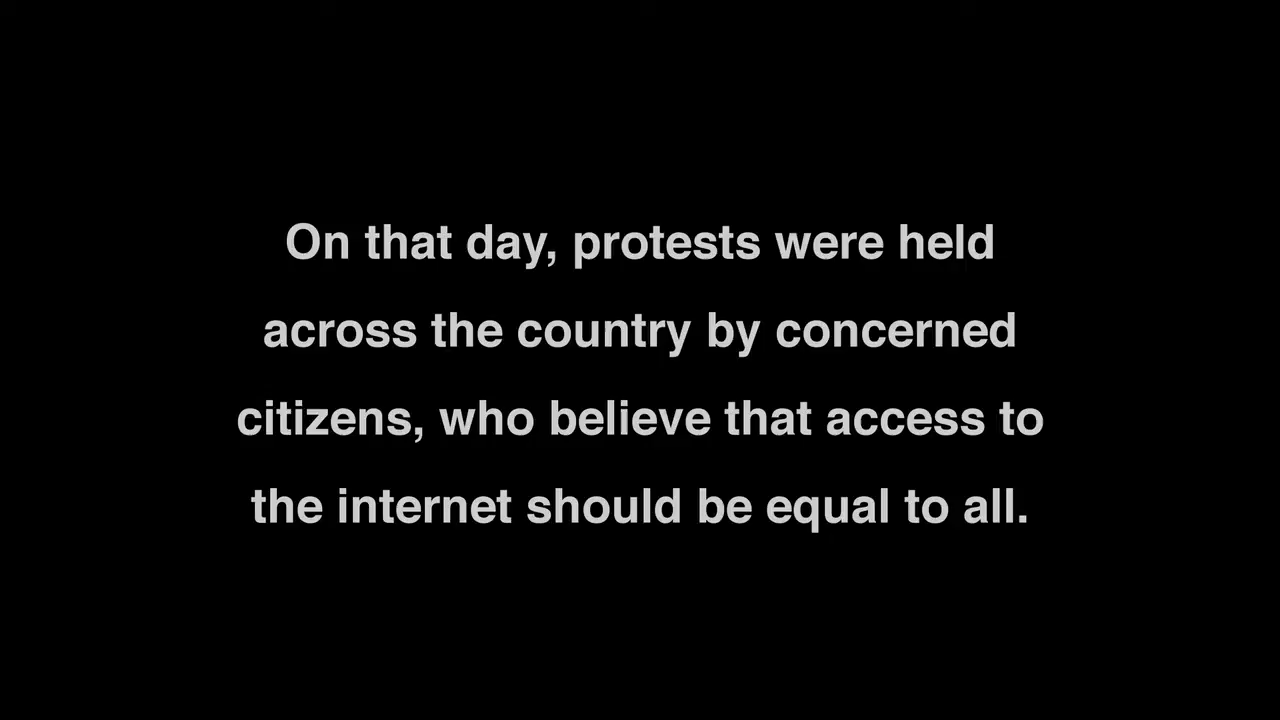 On that day, protests were held
across the country by concerned
citizens, who believe that access to
the internet should be equal to all.